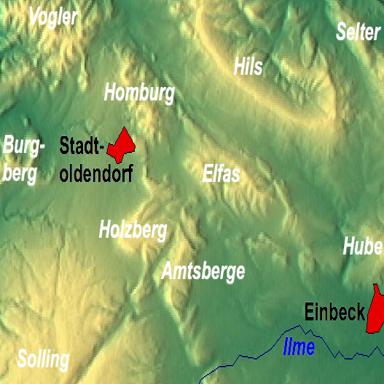 Vogler
Selter
Hils
Homburg
Burg-
berg
Stadt-
oldendorf
Elfas
Holzberg
Hube
Amtsberge
Einbeck
Ilme
Solling